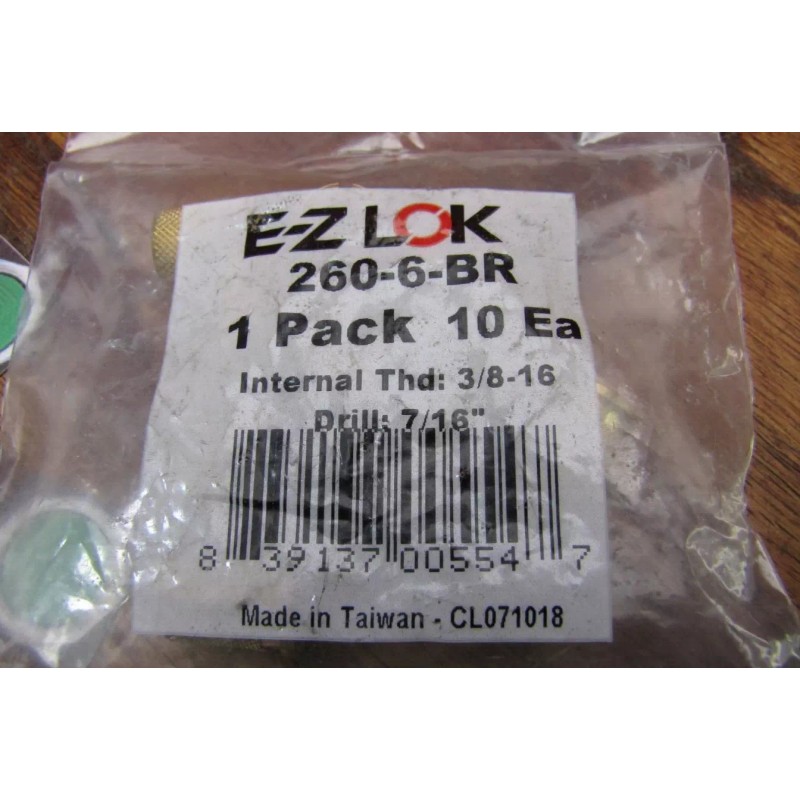 E-Z LOK
260-6-BR
1 Pack 10 Ea
Internal Thd: 3/8-16
Drill: 7/16"
8 39137 00554 7
Made in Taiwan - CL071018